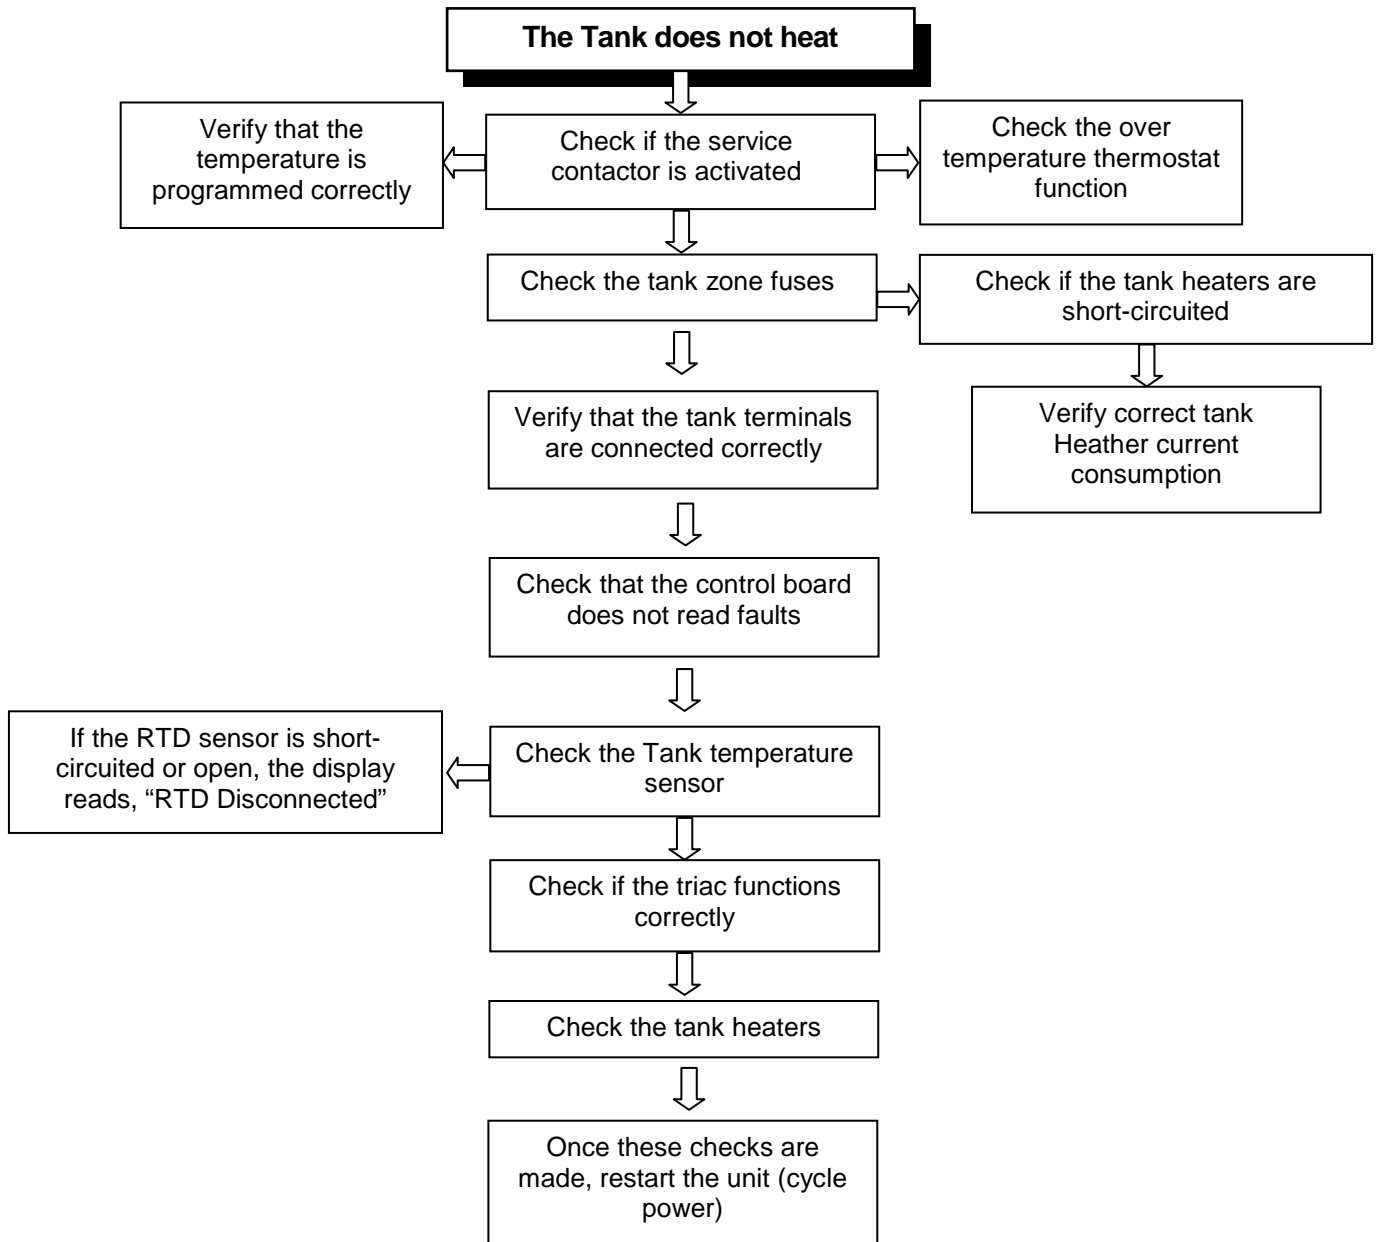 The Tank does not heat
Verify that the
temperature is
programmed correctly
Check if the service
contactor is activated
Check the over
temperature thermostat
function
Check the tank zone fuses
Check if the tank heaters are
short-circuited
Verify correct tank
Heather current
consumption
Verify that the tank terminals
are connected correctly
Check that the control board
does not read faults
If the RTD sensor is short-
circuited or open, the display
reads, “RTD Disconnected”
Check the Tank temperature
sensor
Check if the triac functions
correctly
Check the tank heaters
Once these checks are
made, restart the unit (cycle
power)